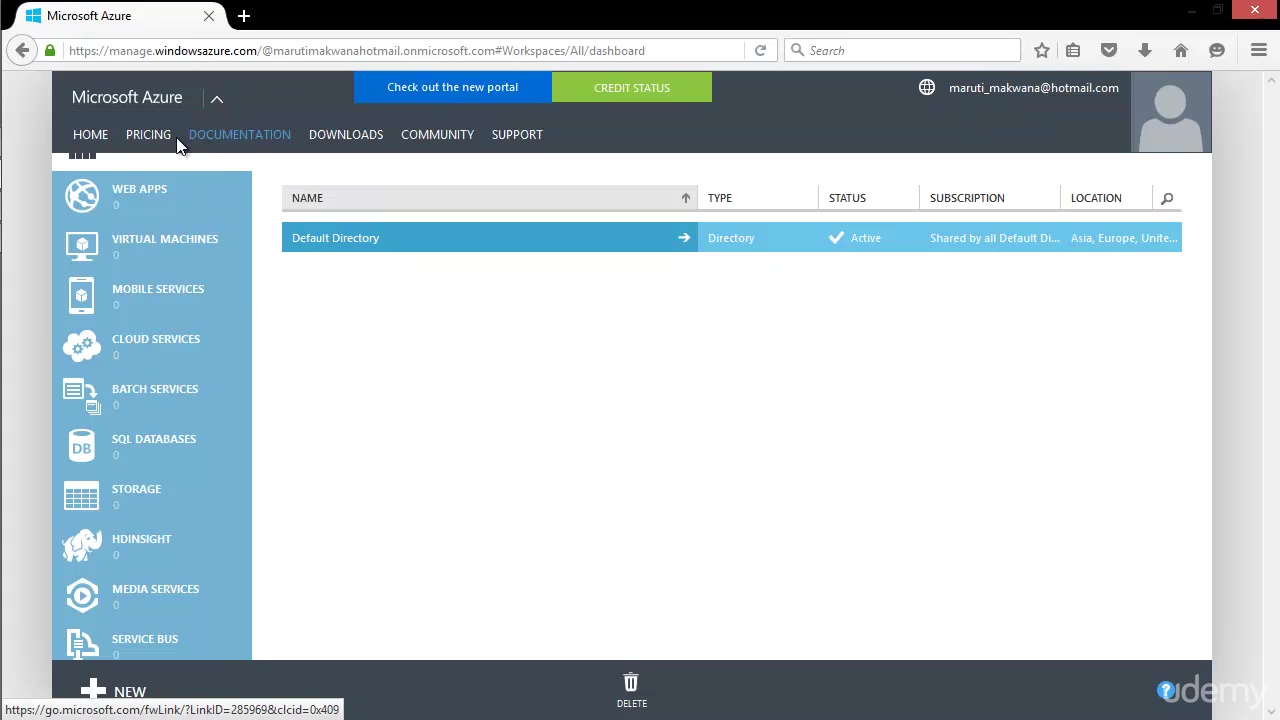 Microsoft Azure
https://manage.windowsazure.com/@marutimakwanahotmail.onmicrosoft.com#Workspaces/All/dashboard
Search
Microsoft Azure
Check out the new portal
CREDIT STATUS
maruti_makwana@hotmail.com
HOME PRICING DOCUMENTATION DOWNLOADS COMMUNITY SUPPORT
WEB APPS
0
VIRTUAL MACHINES
0
MOBILE SERVICES
0
CLOUD SERVICES
0
BATCH SERVICES
0
DB
SQL DATABASES
0
STORAGE
0
HDINSIGHT
0
MEDIA SERVICES
0
SERVICE BUS
0
NAME TYPE STATUS SUBSCRIPTION LOCATION
Default Directory Directory Active Shared by all Default Di... Asia, Europe, Unite...
NEW
DELETE
https://go.microsoft.com/fwLink/?LinkID=285969&clcid=0x409
?
udemy